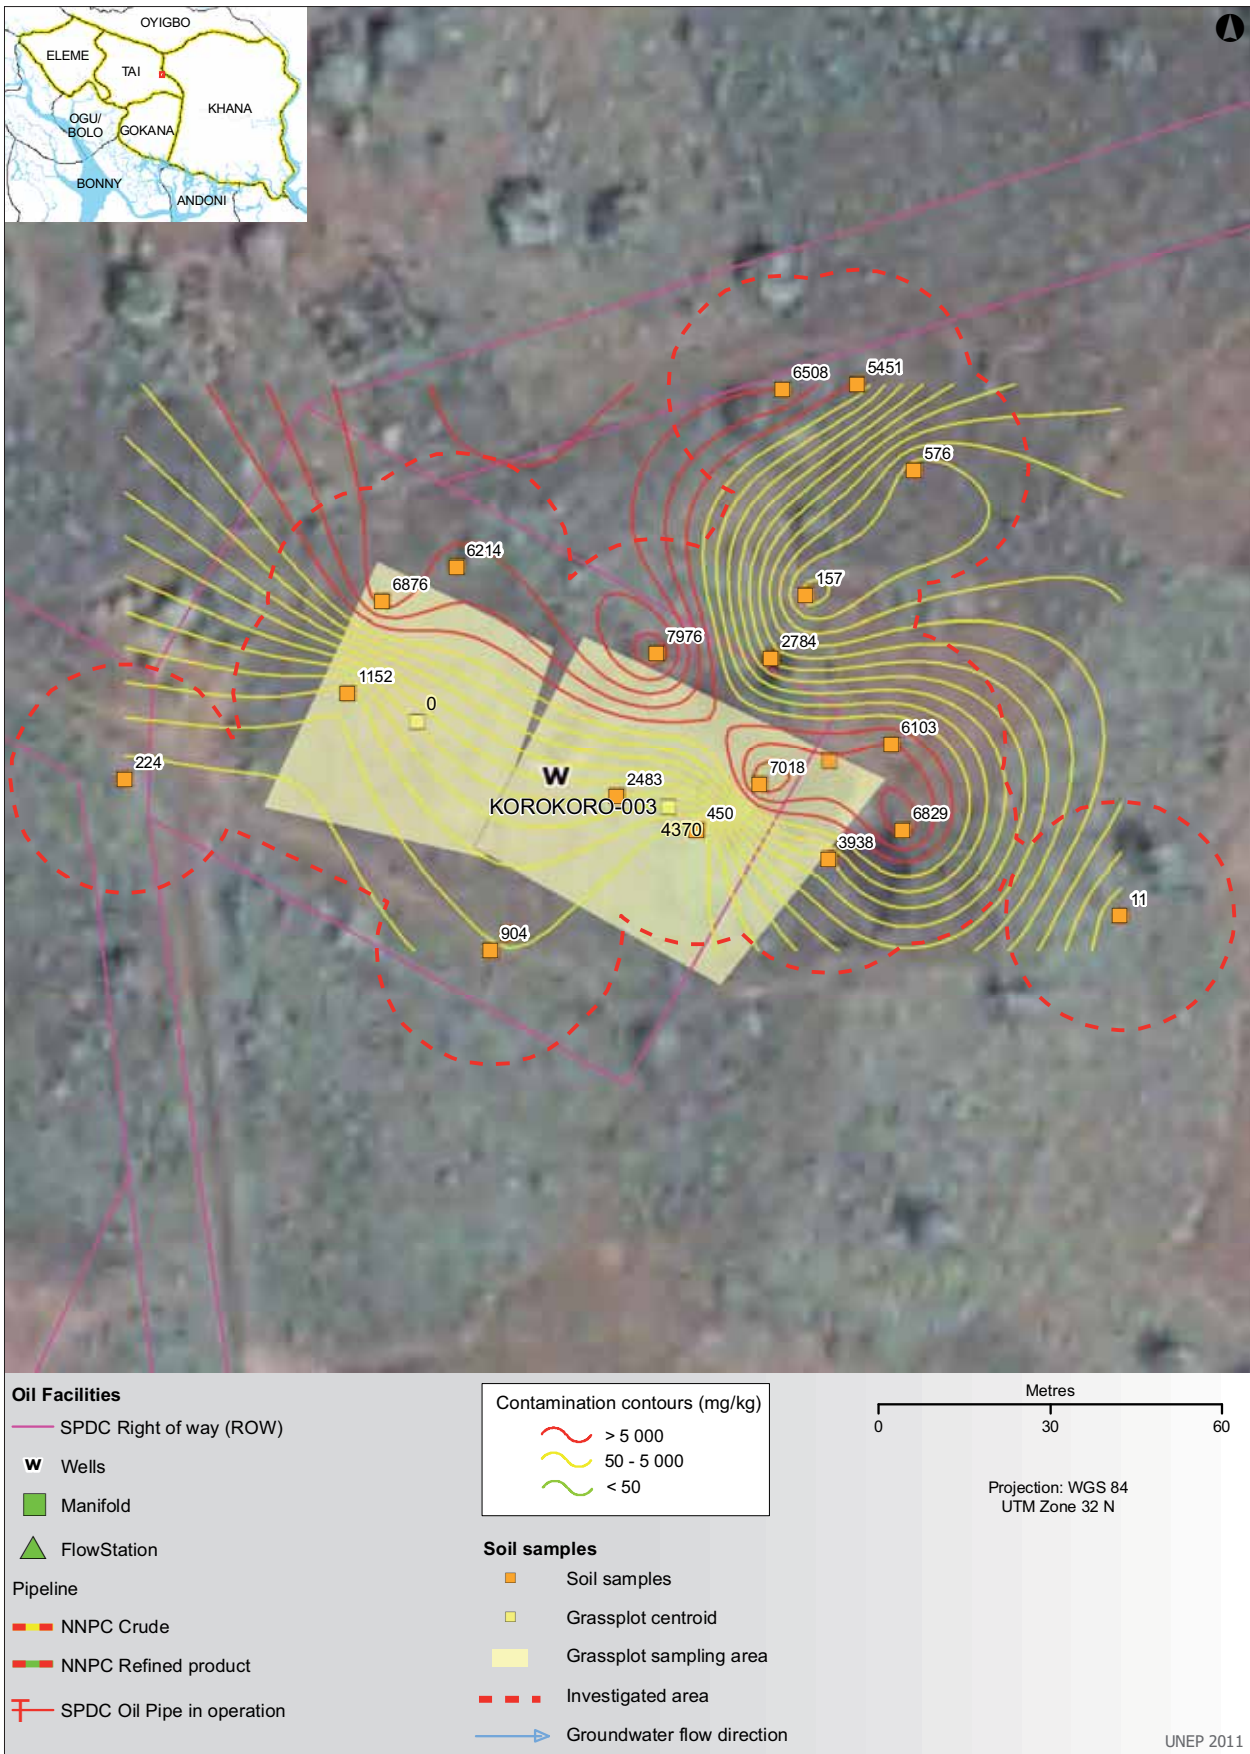 OYIGBO
ELEME
TAI
KHANA
OGU/
BOLO
GOKANA
BONNY
ANDONI
6508
5451
576
6214
6876
157
7976
2784
1152
0
6103
224
7018
2483
W
KOROKORO-003
450
6829
4370
3938
11
904
Oil Facilities
SPDC Right of way (ROW)
W Wells
Manifold
FlowStation
Pipeline
NNPC Crude
NNPC Refined product
SPDC Oil Pipe in operation
Contamination contours (mg/kg)
> 5 000
50 - 5 000
< 50
Soil samples
Soil samples
Grassplot centroid
Grassplot sampling area
Investigated area
Groundwater flow direction
Metres
0 30 60
Projection: WGS 84
UTM Zone 32 N
UNEP 2011